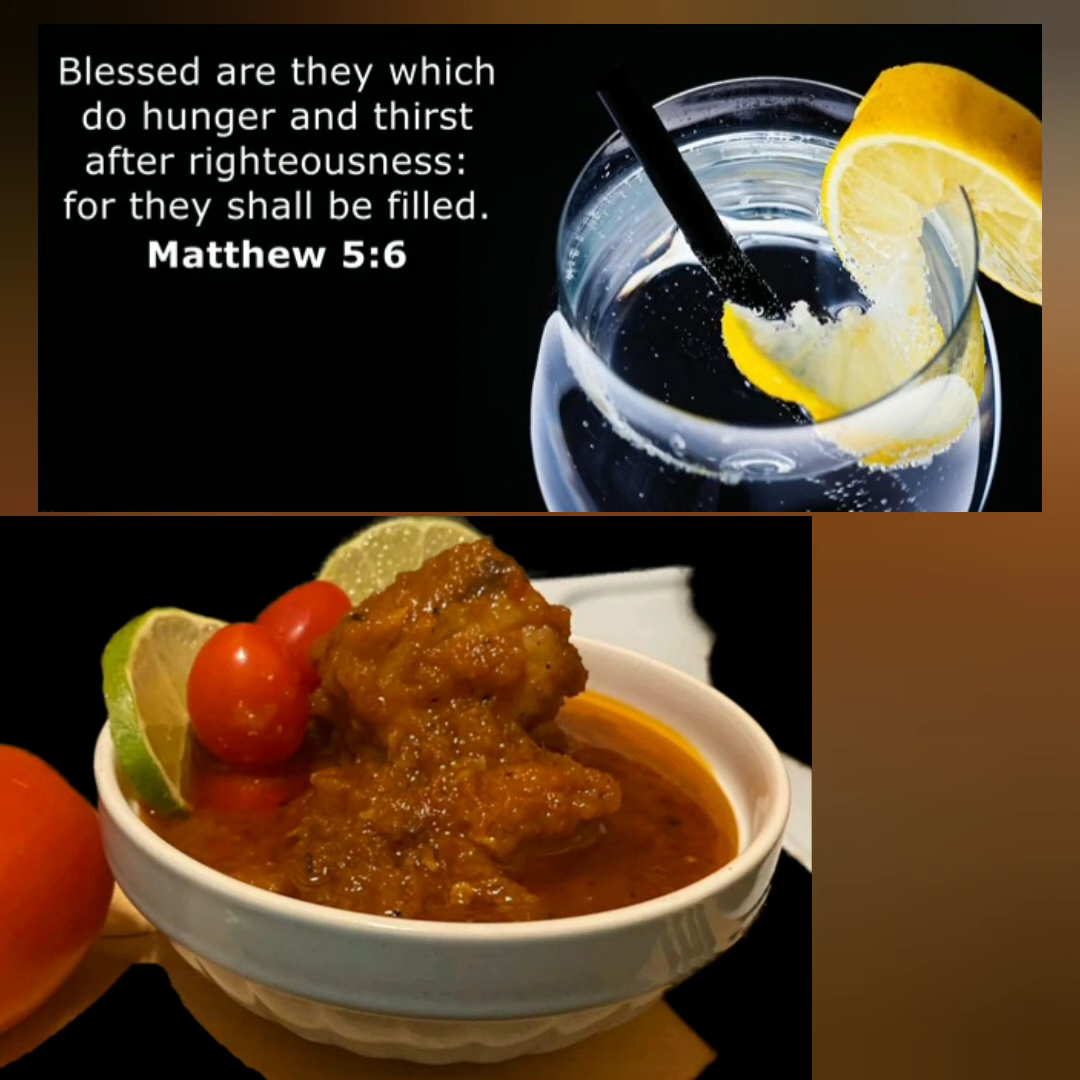 Blessed are they which
do hunger and thirst
after righteousness:
for they shall be filled.
Matthew 5:6